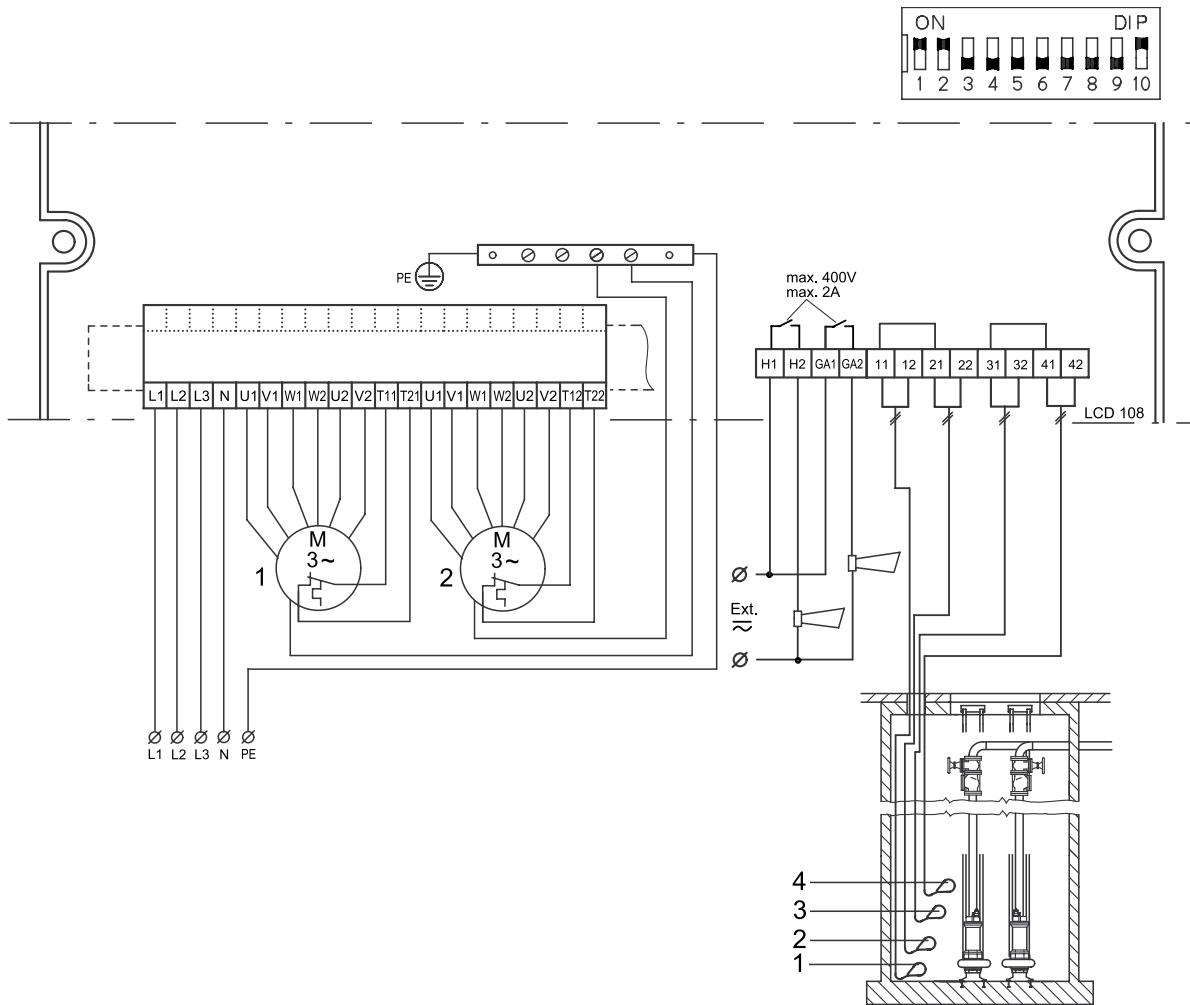 ON DIP
1 2 3 4 5 6 7 8 9 10
PE
max. 400V
max. 2A
H1 H2 GA1 GA2 11 12 21 22 31 32 41 42
L1 L2 L3 N U1 V1 W1 W2 U2 V2 T11 T21 U1 V1 W1 W2 U2 V2 T12 T22
LCD 108
M
3~
1
M
3~
2
Ext.
L1 L2 L3 N PE
4
3
2
1